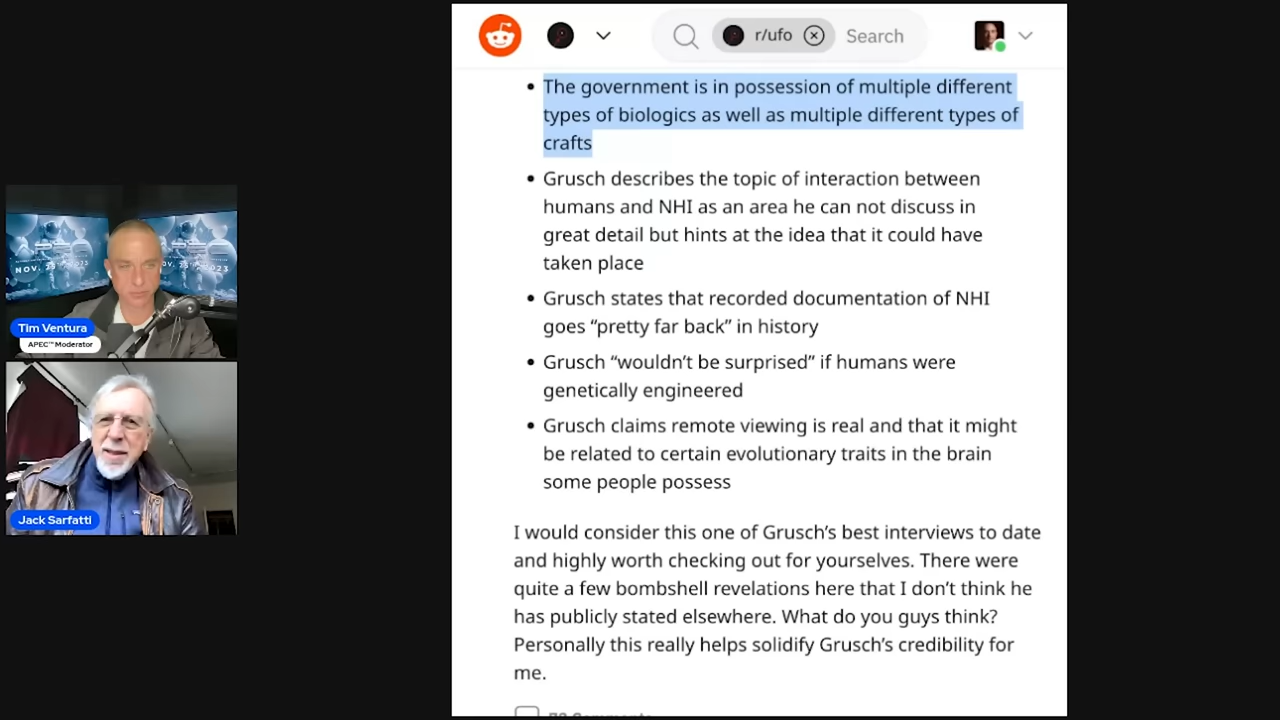 r/ufo
Search
The government is in possession of multiple different
types of biologics as well as multiple different types of
crafts
Grusch describes the topic of interaction between
humans and NHI as an area he can not discuss in
great detail but hints at the idea that it could have
taken place
Grusch states that recorded documentation of NHI
goes “pretty far back” in history
Grusch “wouldn’t be surprised” if humans were
genetically engineered
Grusch claims remote viewing is real and that it might
be related to certain evolutionary traits in the brain
some people possess
I would consider this one of Grusch’s best interviews to date
and highly worth checking out for yourselves. There were
quite a few bombshell revelations here that I don’t think he
has publicly stated elsewhere. What do you guys think?
Personally this really helps solidify Grusch’s credibility for
me.
Tim Ventura
APEC™ Moderator
Jack Sarfatti